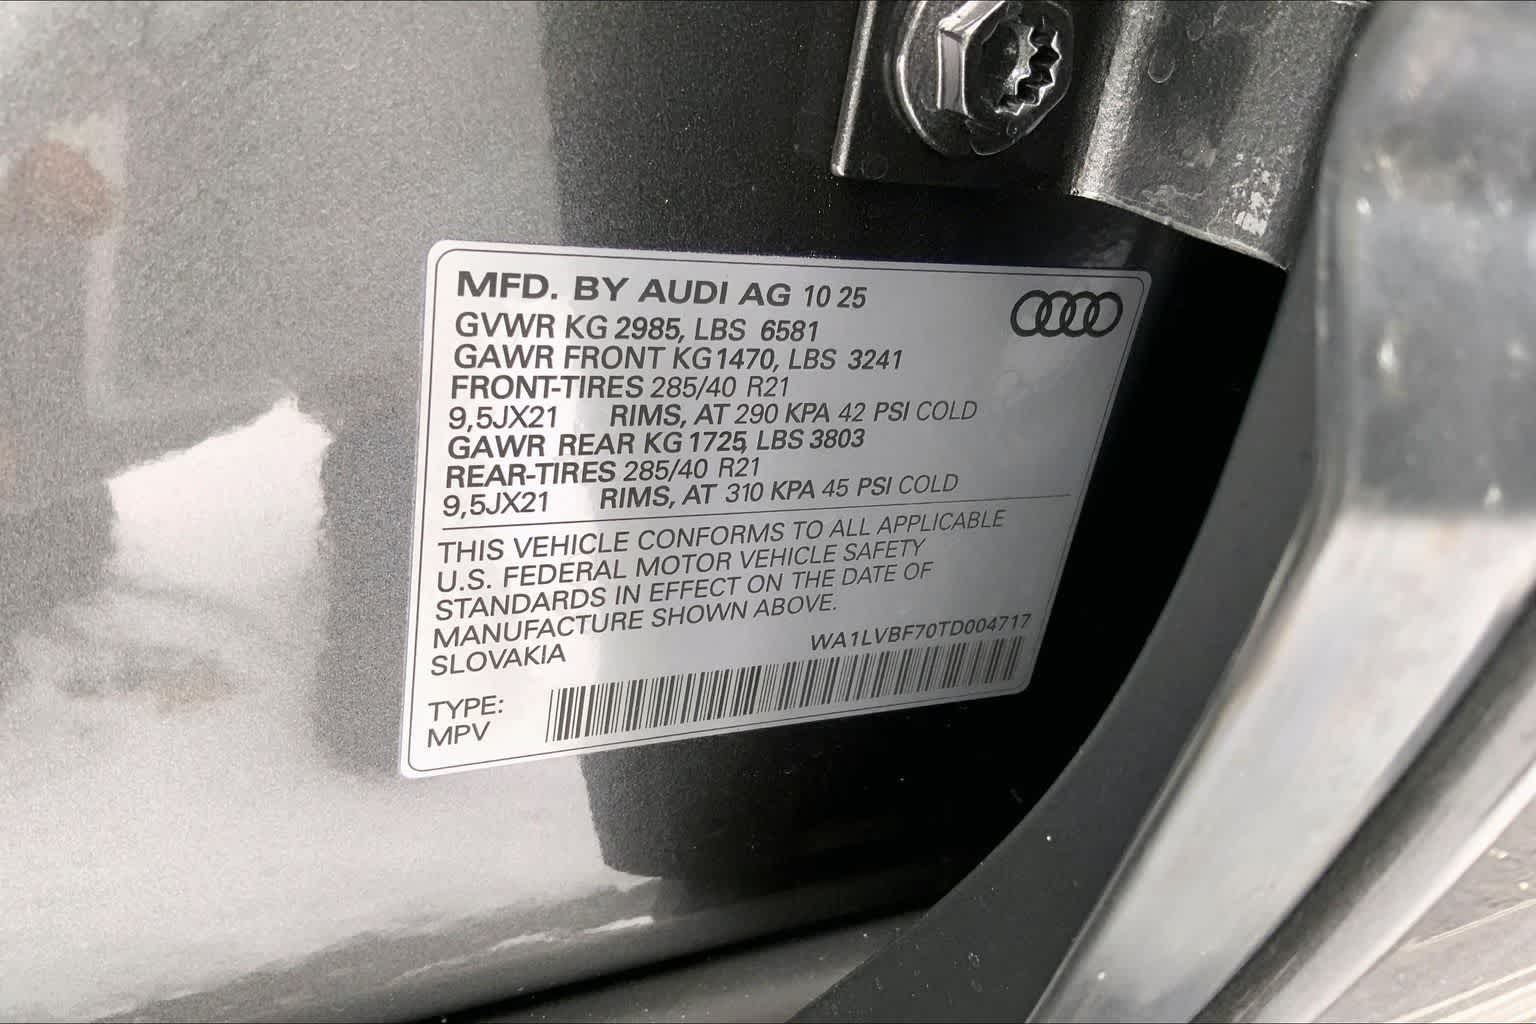 MFD. BY AUDI AG 10 25
GVWR KG 2985, LBS 6581
GAWR FRONT KG1470, LBS 3241
FRONT-TIRES 285/40 R21
9,5JX21 RIMS, AT 290 KPA 42 PSI COLD
GAWR REAR KG 1725, LBS 3803
REAR-TIRES 285/40 R21
9,5JX21 RIMS, AT 310 KPA 45 PSI COLD
THIS VEHICLE CONFORMS TO ALL APPLICABLE
U.S. FEDERAL MOTOR VEHICLE SAFETY
STANDARDS IN EFFECT ON THE DATE OF
MANUFACTURE SHOWN ABOVE.
SLOVAKIA WA1LVBF70TD004717
TYPE:
MPV